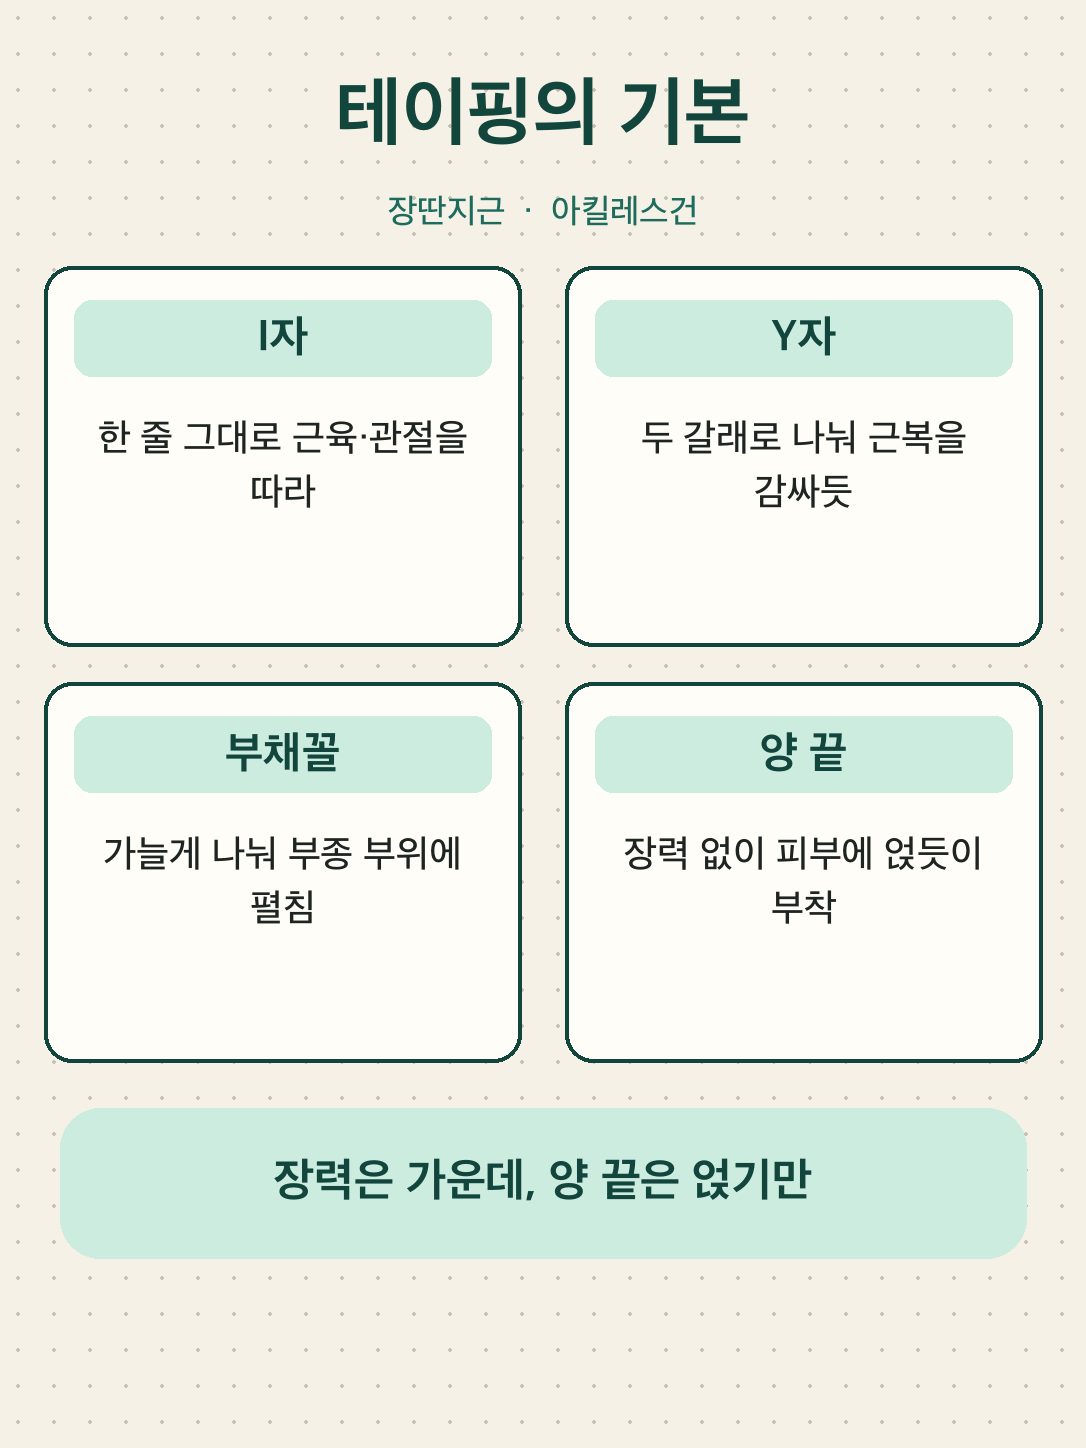 테이핑의 기본
장딴지근 · 아킬레스건
I자
한 줄 그대로 근육·관절을
따라
Y자
두 갈래로 나눠 근복을
감싸듯
부채꼴
가늘게 나눠 부종 부위에
펼침
양 끝
장력 없이 피부에 얹듯이
부착
장력은 가운데, 양 끝은 얹기만